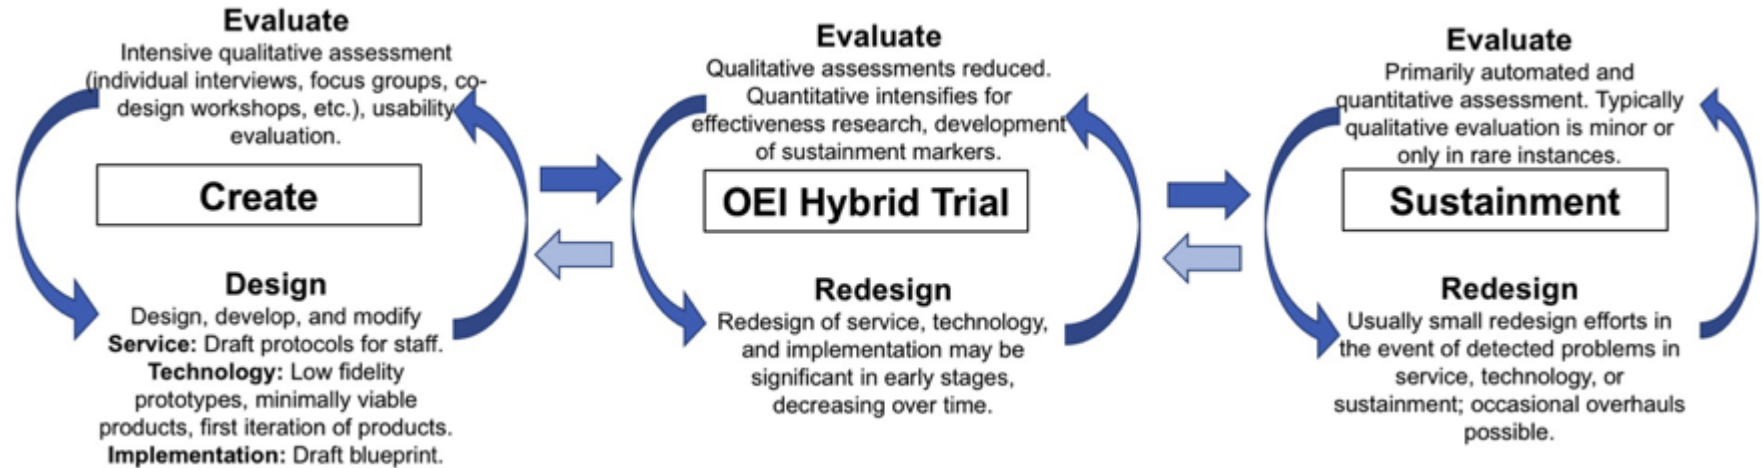 Evaluate
Intensive qualitative assessment
(individual interviews, focus groups, co-
design workshops, etc.), usability
evaluation.
Create
Design
Design, develop, and modify
Service: Draft protocols for staff.
Technology: Low fidelity
prototypes, minimally viable
products, first iteration of products.
Implementation: Draft blueprint.
Evaluate
Qualitative assessments reduced.
Quantitative intensifies for
effectiveness research, development
of sustainment markers.
OEI Hybrid Trial
Redesign
Redesign of service, technology,
and implementation may be
significant in early stages,
decreasing over time.
Evaluate
Primarily automated and
quantitative assessment. Typically
qualitative evaluation is minor or
only in rare instances.
Sustainment
Redesign
Usually small redesign efforts in
the event of detected problems in
service, technology, or
sustainment; occasional overhauls
possible.